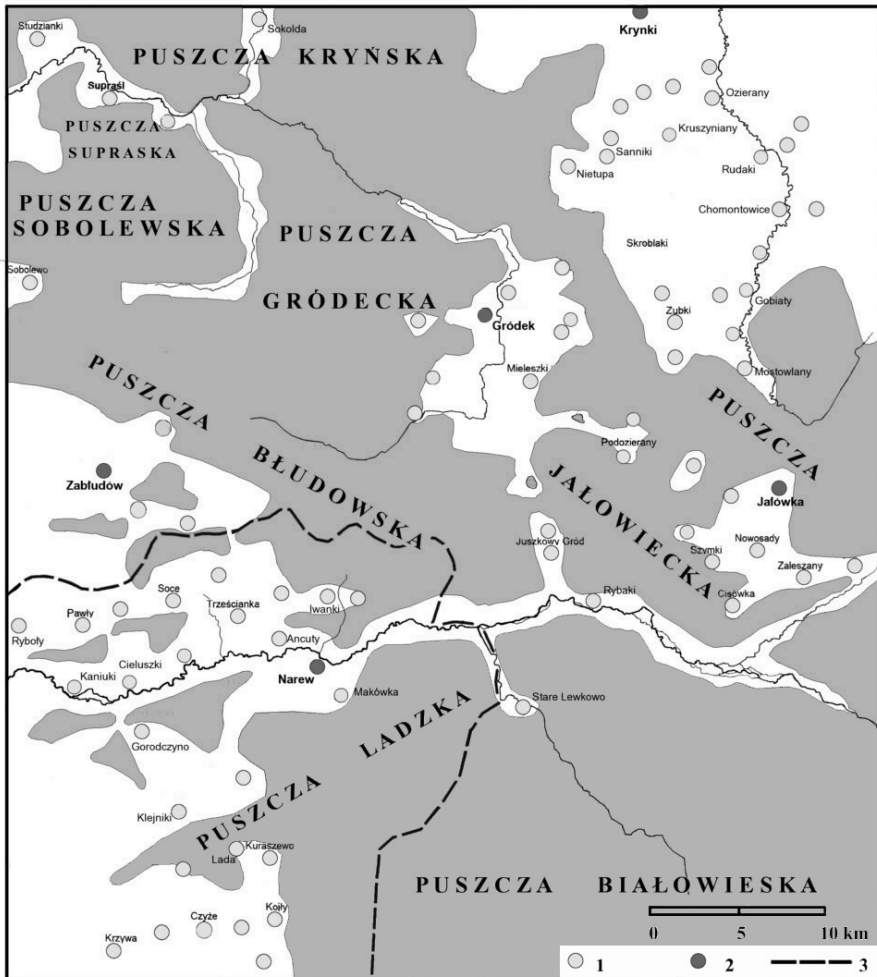 Studzianki
Sokołda
PUSZCZA KRYŃSKA
Krynki
Supraśl
Ozierany
PUSZCZA
SUPRASKA
Kruszyniany
Sanniki
Rudaki
Nietupa
PUSZCZA
SOBOLEWSKA
Chomontowice
PUSZCZA
GRÓDECKA
Skroblaki
Sobolewo
Gobiaty
Zubki
Gródek
Mieleszki
Mostowlany
PUSZCZA
BŁUDOWSKA
PUSZCZA
JAŁOWIECKA
Podozierany
Zabłudów
Jałówka
Juszkowy Gród
Nowosady
Szymki
Zaleszany
Cisówka
Rybaki
Soce
Trześcianka
Iwanki
Pawły
Ryboły
Ancuty
Cieluszki
Kaniuki
Narew
Makówka
Stare Lewkowo
Gorodczyno
PUSZCZA LADZKA
Klejniki
Kuraszewo
Lada
PUSZCZA BIAŁOWIESKA
Czyże
Kojły
Krzywa
0 5 10 km
1 2 3